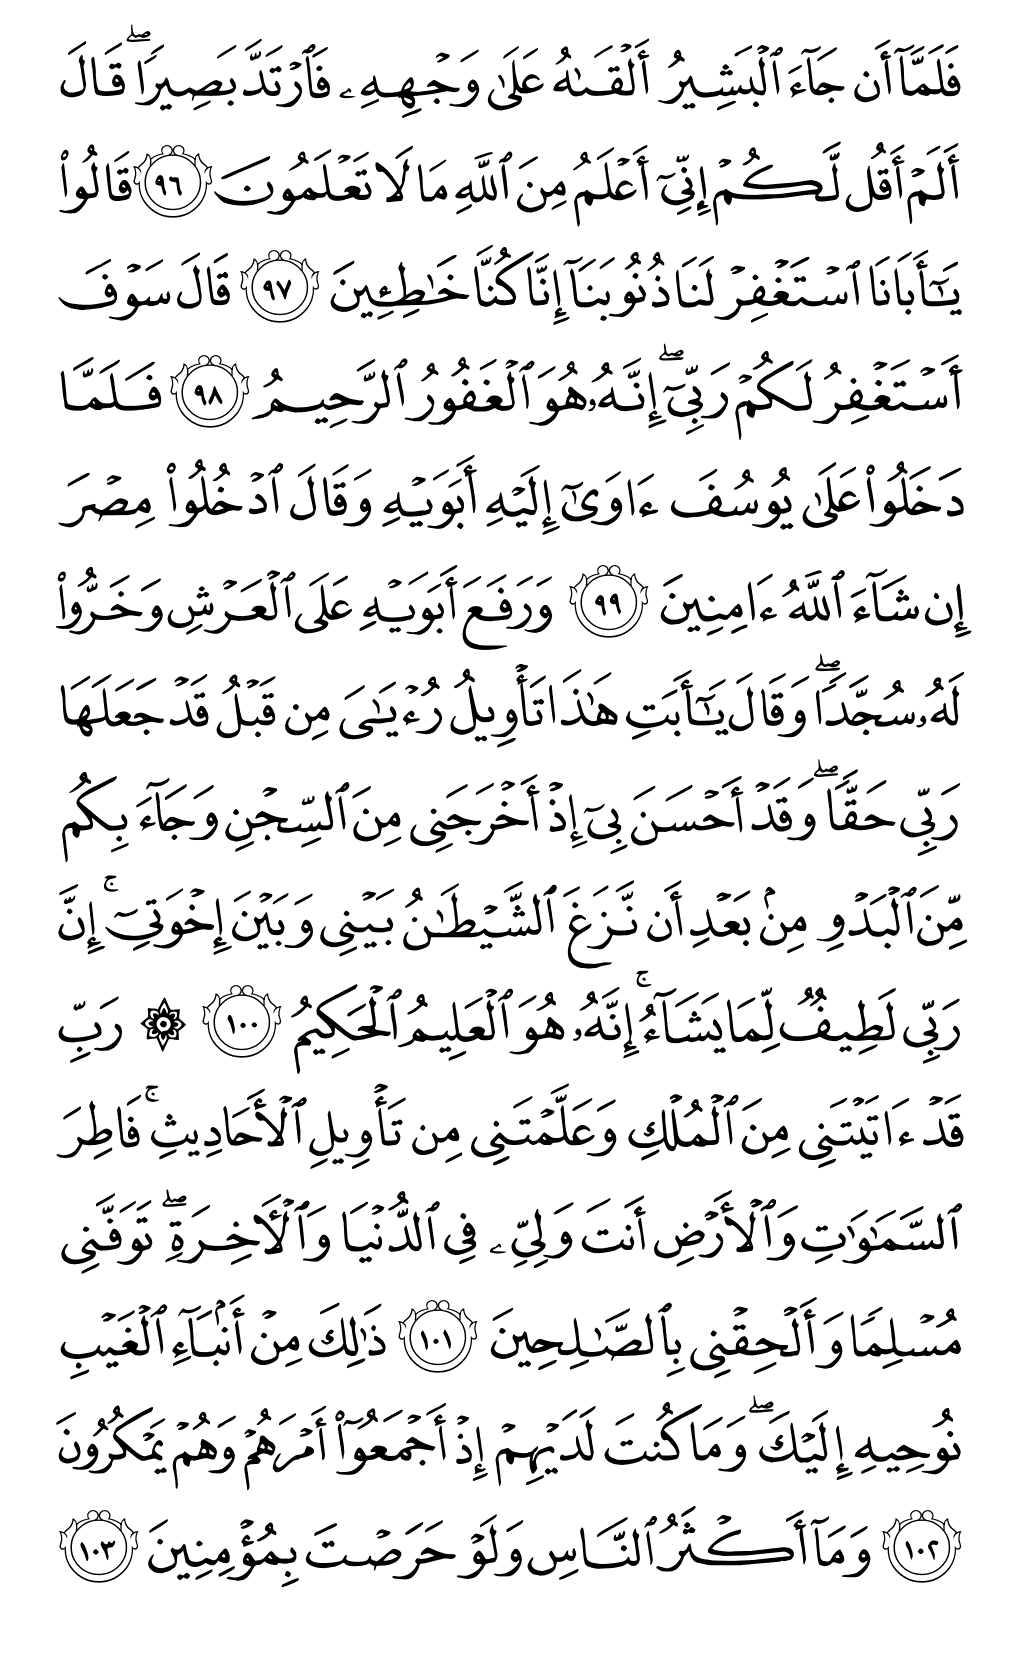 فَلَمَّآ أَن جَآءَ ٱلْبَشِيرُ أَلْقَىٰهُ عَلَىٰ وَجْهِهِۦ فَٱرْتَدَّ بَصِيرًا ۖ قَالَ
أَلَمْ أَقُل لَّكُمْ إِنِّىٓ أَعْلَمُ مِنَ ٱللَّهِ مَا لَا تَعْلَمُونَ ٩٦ قَالُوا۟
يَـٰٓأَبَانَا ٱسْتَغْفِرْ لَنَا ذُنُوبَنَآ إِنَّا كُنَّا خَـٰطِـِٔينَ ٩٧ قَالَ سَوْفَ
أَسْتَغْفِرُ لَكُمْ رَبِّىٓ ۖ إِنَّهُۥ هُوَ ٱلْغَفُورُ ٱلرَّحِيمُ ٩٨ فَلَمَّا
دَخَلُوا۟ عَلَىٰ يُوسُفَ ءَاوَىٰٓ إِلَيْهِ أَبَوَيْهِ وَقَالَ ٱدْخُلُوا۟ مِصْرَ
إِن شَآءَ ٱللَّهُ ءَامِنِينَ ٩٩ وَرَفَعَ أَبَوَيْهِ عَلَى ٱلْعَرْشِ وَخَرُّوا۟
لَهُۥ سُجَّدًا ۖ وَقَالَ يَـٰٓأَبَتِ هَـٰذَا تَأْوِيلُ رُءْيَـٰىَ مِن قَبْلُ قَدْ جَعَلَهَا
رَبِّى حَقًّا ۖ وَقَدْ أَحْسَنَ بِىٓ إِذْ أَخْرَجَنِى مِنَ ٱلسِّجْنِ وَجَآءَ بِكُم
مِّنَ ٱلْبَدْوِ مِنۢ بَعْدِ أَن نَّزَغَ ٱلشَّيْطَـٰنُ بَيْنِى وَبَيْنَ إِخْوَتِىٓ ۚ إِنَّ
رَبِّى لَطِيفٌ لِّمَا يَشَآءُ ۚ إِنَّهُۥ هُوَ ٱلْعَلِيمُ ٱلْحَكِيمُ ١٠٠ ۞ رَبِّ
قَدْ ءَاتَيْتَنِى مِنَ ٱلْمُلْكِ وَعَلَّمْتَنِى مِن تَأْوِيلِ ٱلْأَحَادِيثِ ۚ فَاطِرَ
ٱلسَّمَـٰوَٰتِ وَٱلْأَرْضِ أَنتَ وَلِىِّۦ فِى ٱلدُّنْيَا وَٱلْـَٔاخِرَةِ ۖ تَوَفَّنِى
مُسْلِمًا وَأَلْحِقْنِى بِٱلصَّـٰلِحِينَ ١٠١ ذَٰلِكَ مِنْ أَنۢبَآءِ ٱلْغَيْبِ
نُوحِيهِ إِلَيْكَ ۖ وَمَا كُنتَ لَدَيْهِمْ إِذْ أَجْمَعُوٓا۟ أَمْرَهُمْ وَهُمْ يَمْكُرُونَ
١٠٢ وَمَآ أَكْثَرُ ٱلنَّاسِ وَلَوْ حَرَصْتَ بِمُؤْمِنِينَ ١٠٣